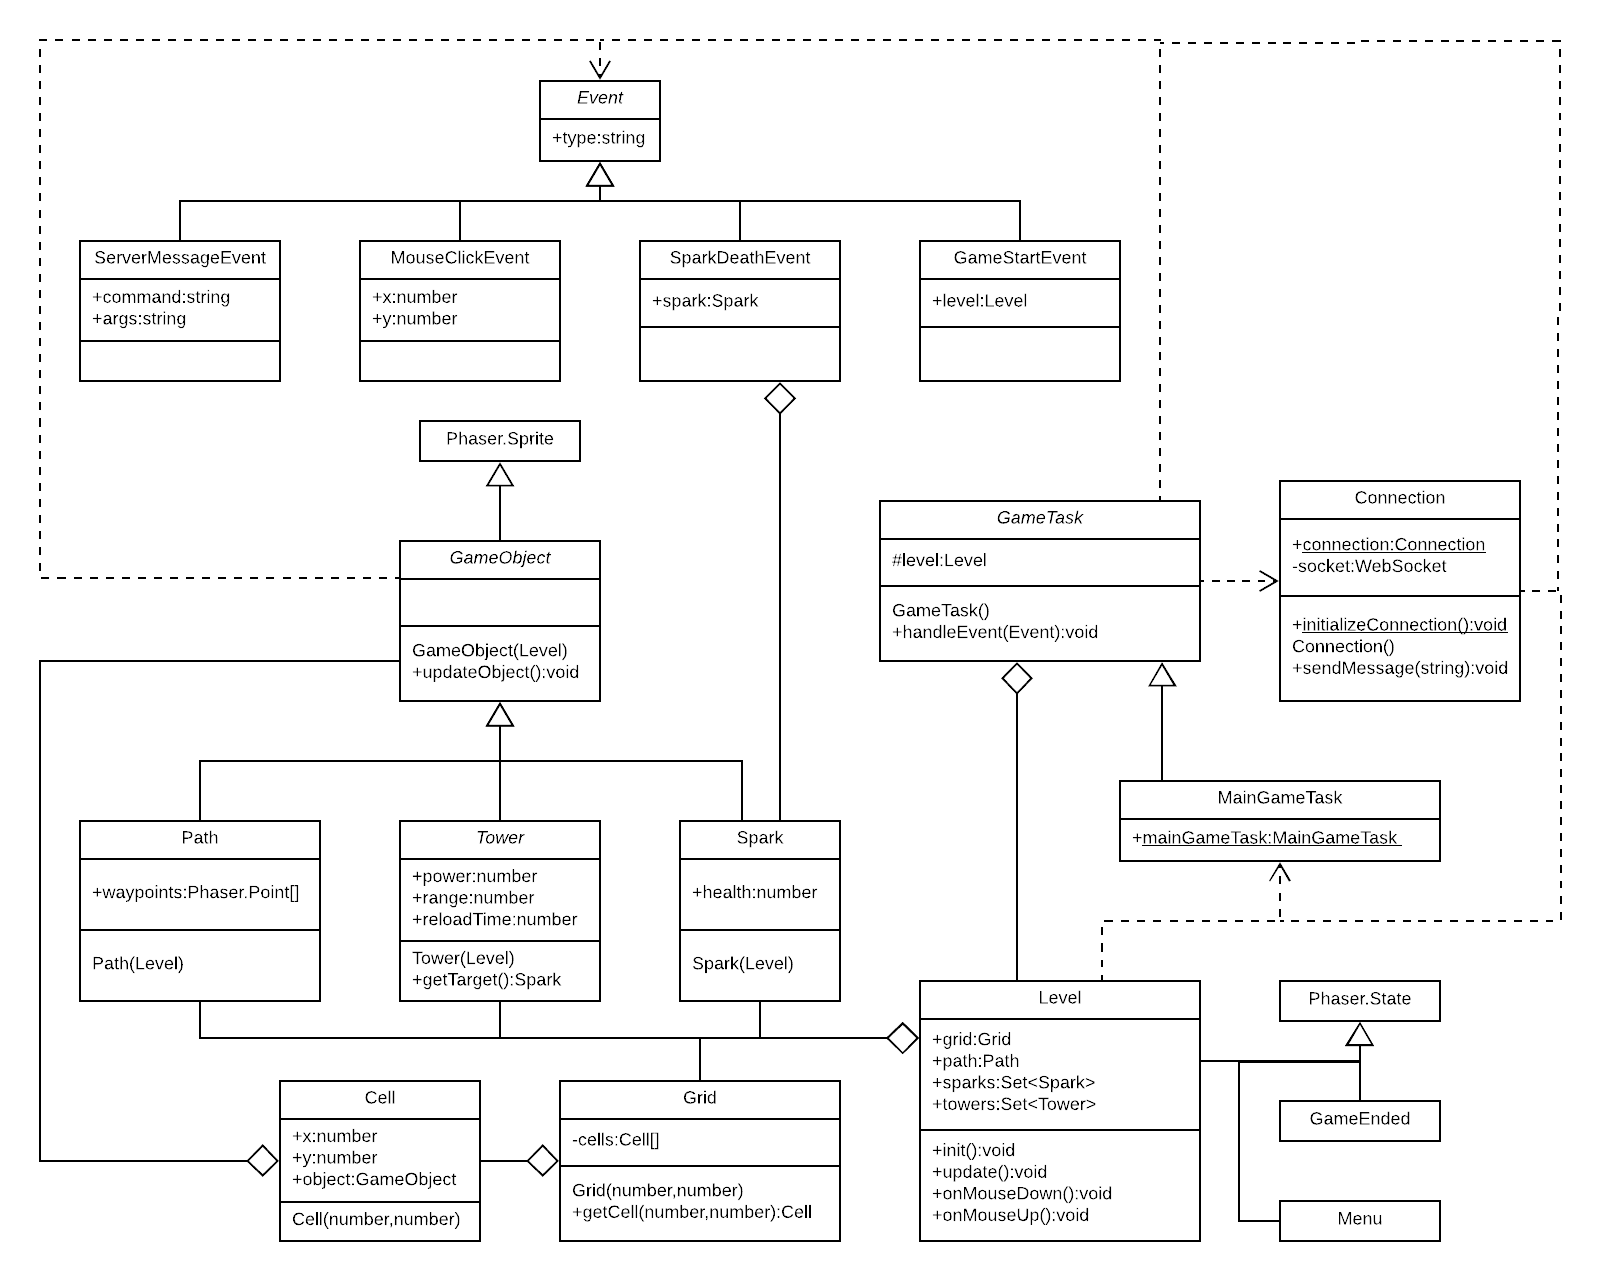 Event
+type:string
ServerMessageEvent
+command:string
+args:string
MouseClickEvent
+x:number
+y:number
SparkDeathEvent
+spark:Spark
GameStartEvent
+level:Level
Phaser.Sprite
GameObject
GameObject(Level)
+updateObject():void
GameTask
#level:Level
GameTask()
+handleEvent(Event):void
Connection
+connection:Connection
-socket:WebSocket
+initializeConnection():void
Connection()
+sendMessage(string):void
MainGameTask
+mainGameTask:MainGameTask
Path
+waypoints:Phaser.Point[]
Path(Level)
Tower
+power:number
+range:number
+reloadTime:number
Tower(Level)
+getTarget():Spark
Spark
+health:number
Spark(Level)
Level
+grid:Grid
+path:Path
+sparks:Set<Spark>
+towers:Set<Tower>
+init():void
+update():void
+onMouseDown():void
+onMouseUp():void
Phaser.State
GameEnded
Menu
Cell
+x:number
+y:number
+object:GameObject
Cell(number,number)
Grid
-cells:Cell[]
Grid(number,number)
+getCell(number,number):Cell